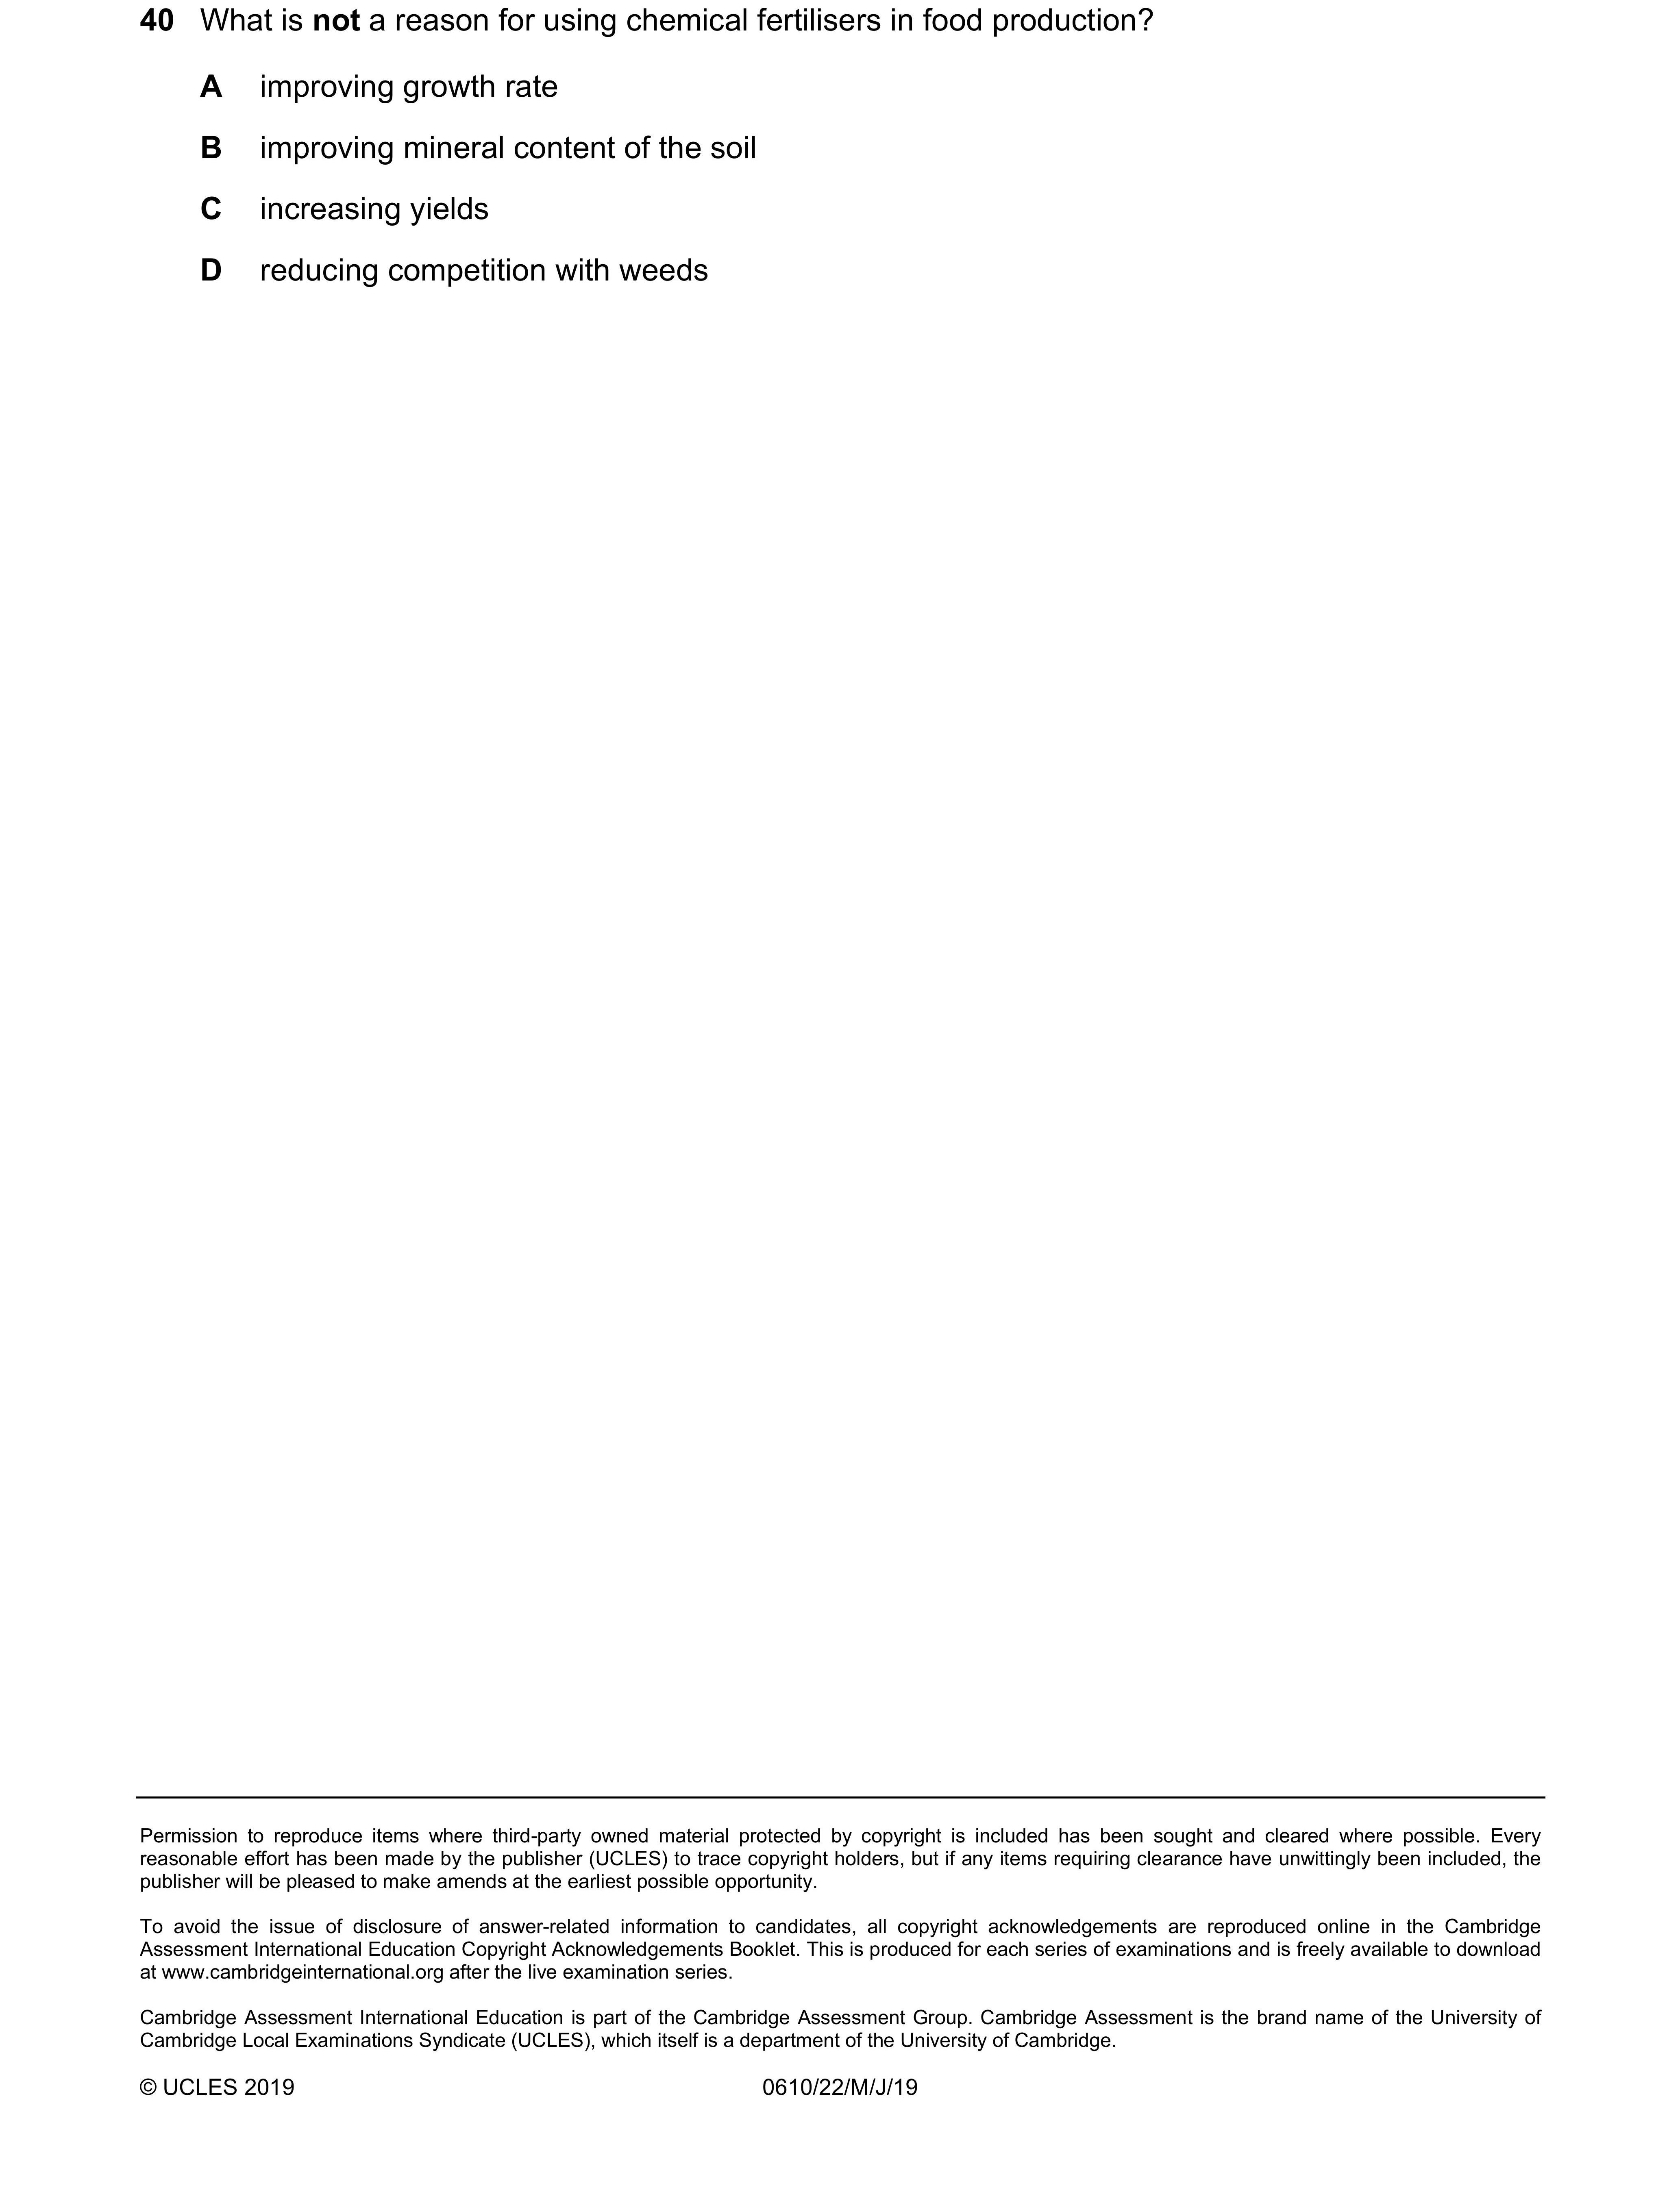 40 What is not a reason for using chemical fertilisers in food production?
A improving growth rate
B improving mineral content of the soil
C increasing yields
D reducing competition with weeds
Permission to reproduce items where third-party owned material protected by copyright is included has been sought and cleared where possible. Every
reasonable effort has been made by the publisher (UCLES) to trace copyright holders, but if any items requiring clearance have unwittingly been included, the
publisher will be pleased to make amends at the earliest possible opportunity.
To avoid the issue of disclosure of answer-related information to candidates, all copyright acknowledgements are reproduced online in the Cambridge
Assessment International Education Copyright Acknowledgements Booklet. This is produced for each series of examinations and is freely available to download
at www.cambridgeinternational.org after the live examination series.
Cambridge Assessment International Education is part of the Cambridge Assessment Group. Cambridge Assessment is the brand name of the University of
Cambridge Local Examinations Syndicate (UCLES), which itself is a department of the University of Cambridge.
© UCLES 2019 0610/22/M/J/19